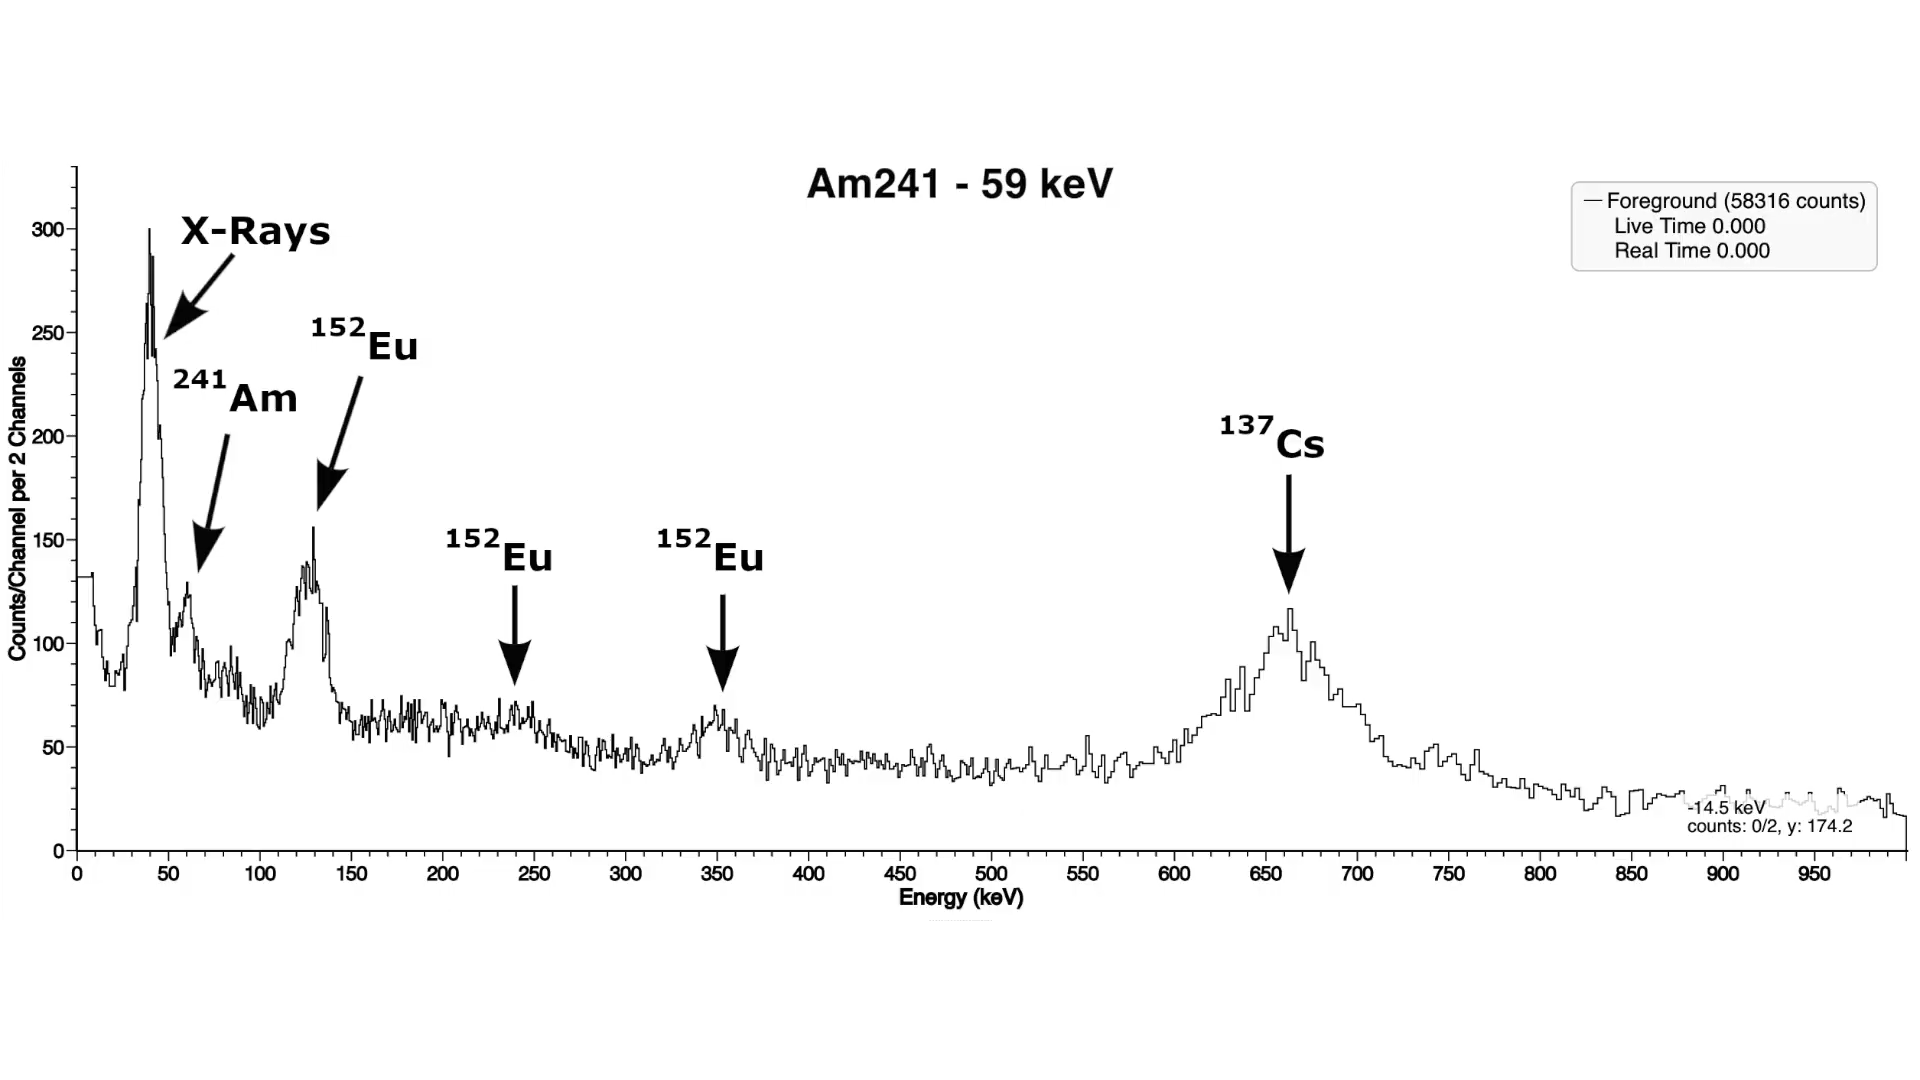 Am241 - 59 keV
Foreground (58316 counts)
Live Time 0.000
Real Time 0.000
X-Rays
241Am
152Eu
152Eu
152Eu
137Cs
Counts/Channel per 2 Channels
300
250
200
150
100
50
0
-14.5 keV
counts: 0/2, y: 174.2
0 50 100 150 200 250 300 350 400 450 500 550 600 650 700 750 800 850 900 950
Energy (keV)